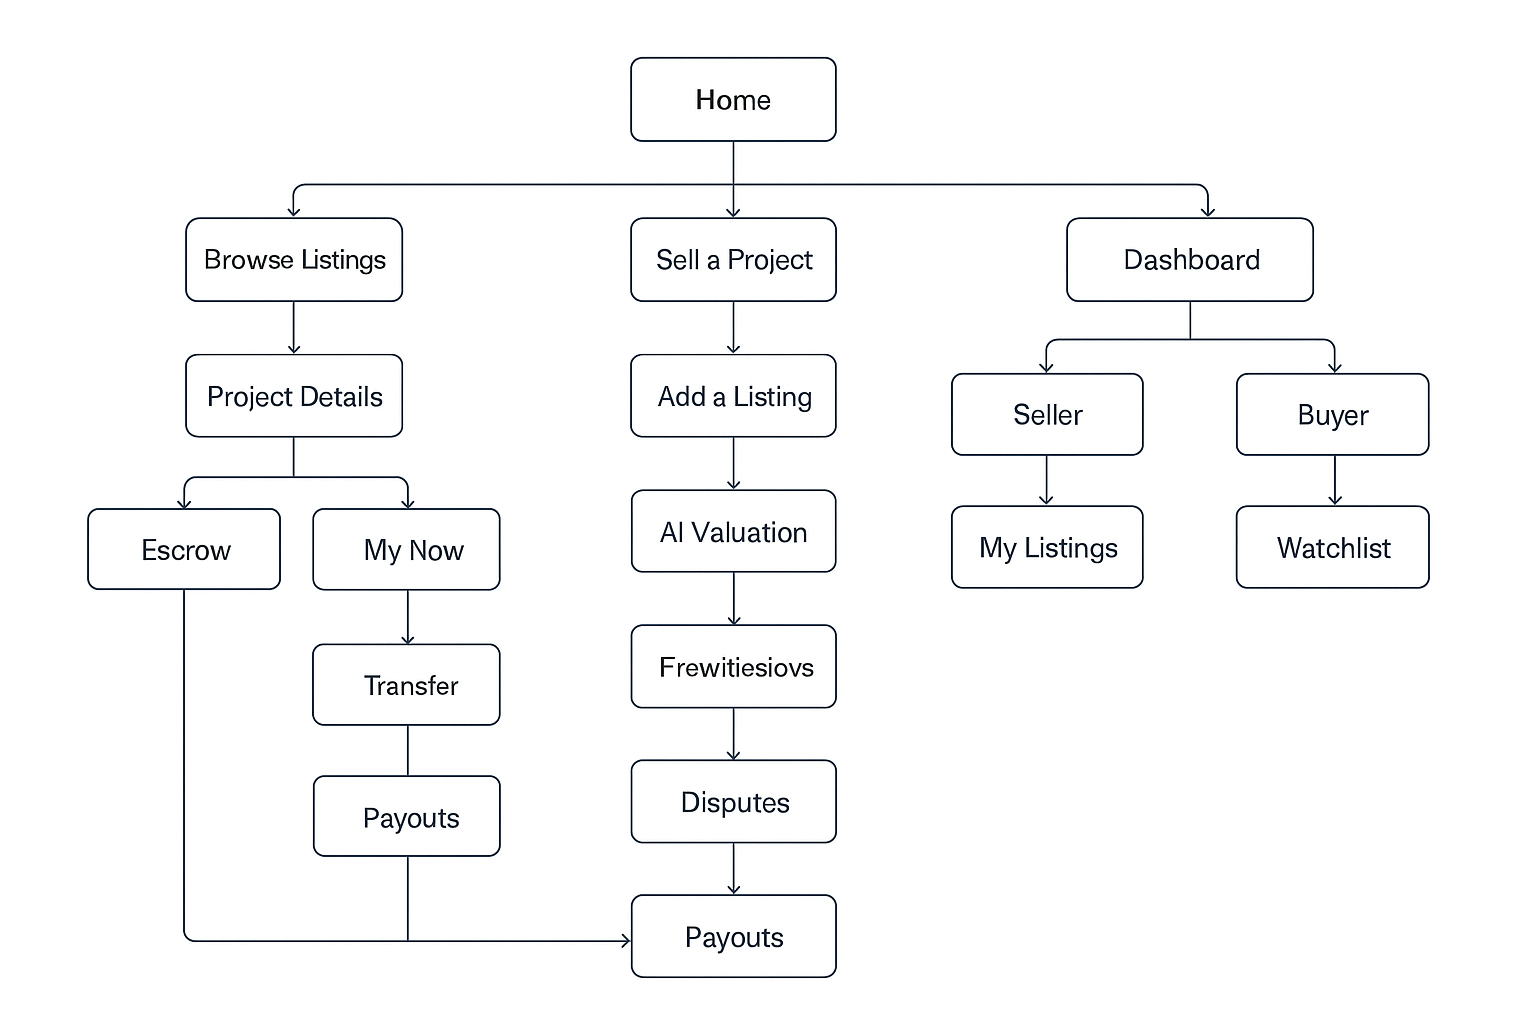 Home
Browse Listings
Sell a Project
Dashboard
Project Details
Add a Listing
Seller
Buyer
Escrow
My Now
AI Valuation
My Listings
Watchlist
Transfer
Frewitiesiovs
Payouts
Disputes
Payouts